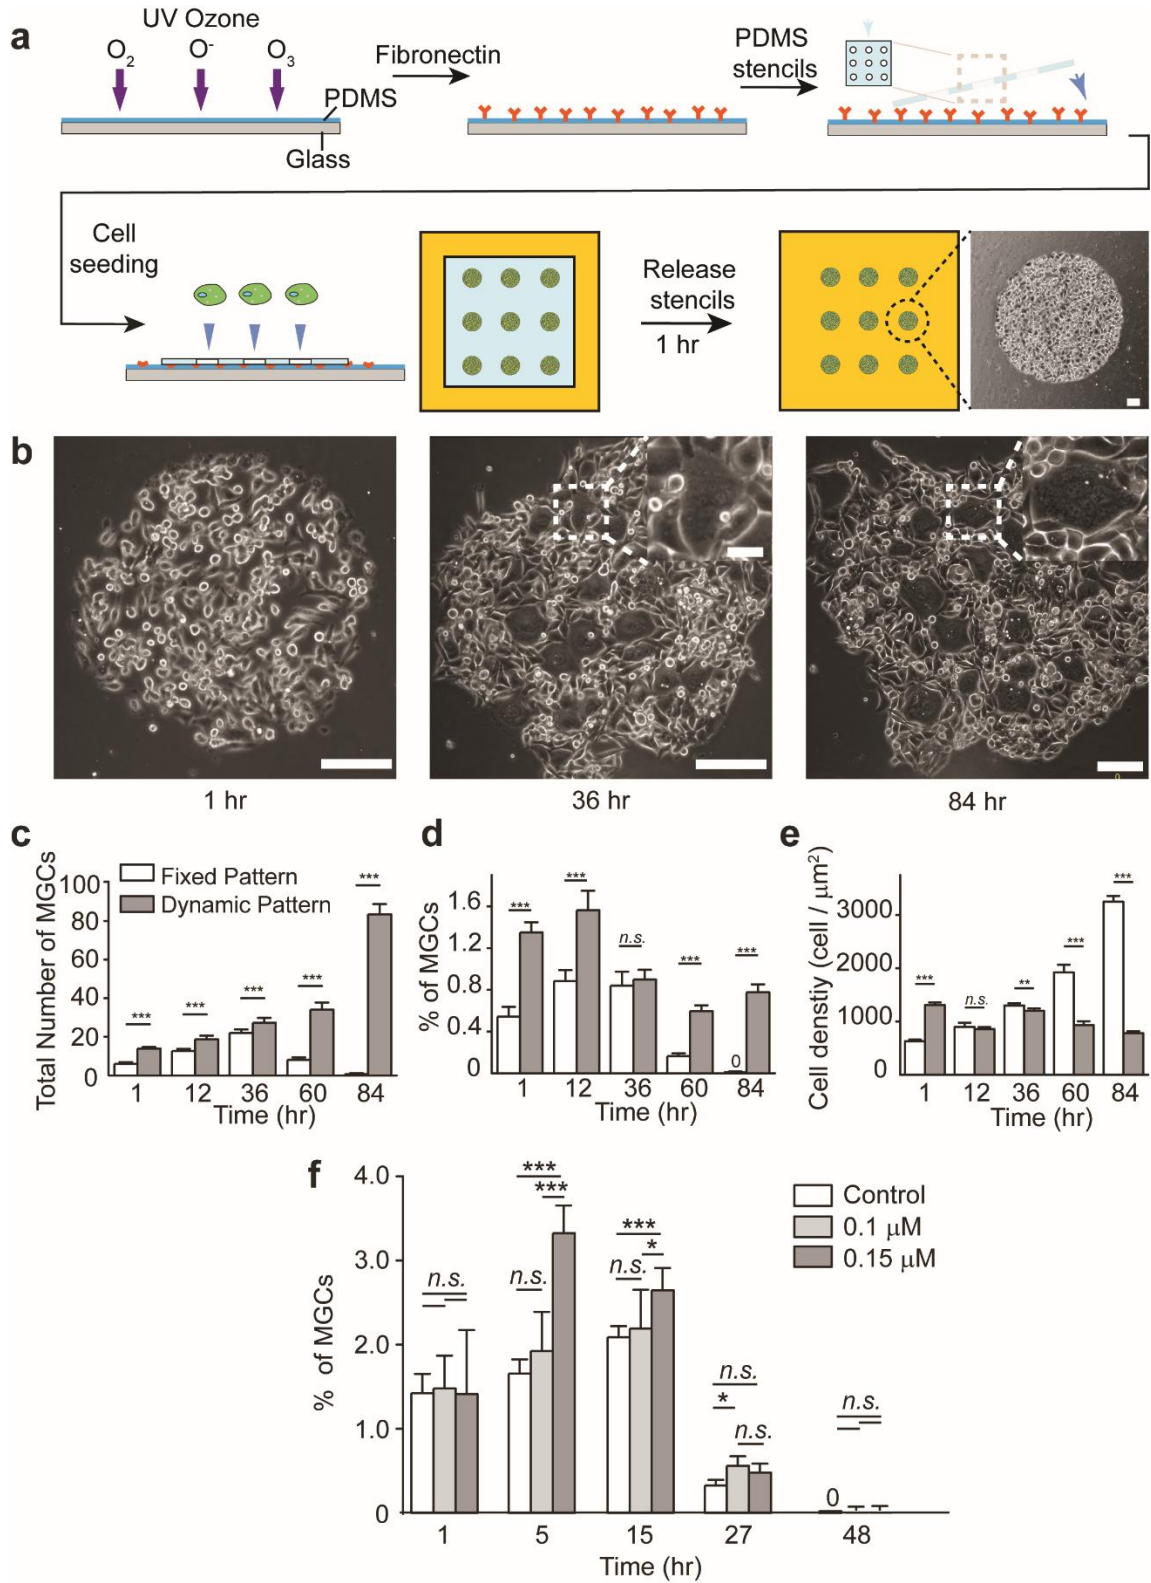 a
UV Ozone
O2 O- O3
PDMS
Glass
Fibronectin
PDMS
stencils
Cell
seeding
Release
stencils
1 hr
b
1 hr
36 hr
84 hr
0
c
Total Number of MGCs
100
80
60
40
20
0
Fixed Pattern
Dynamic Pattern
*** *** *** *** ***
1 12 36 60 84
Time (hr)
d
% of MGCs
1.6
1.2
0.8
0.4
0
*** *** n.s. *** ***
0
1 12 36 60 84
Time (hr)
e
Cell denstiy (cell / μm²)
3000
2000
1000
0
*** n.s. ** *** ***
1 12 36 60 84
Time (hr)
f
% of MGCs
4.0
3.0
2.0
1.0
0
Control
0.1 μM
0.15 μM
n.s.
***
***
n.s.
***
*
n.s.
n.s.
*
n.s.
n.s.
0
1 5 15 27 48
Time (hr)